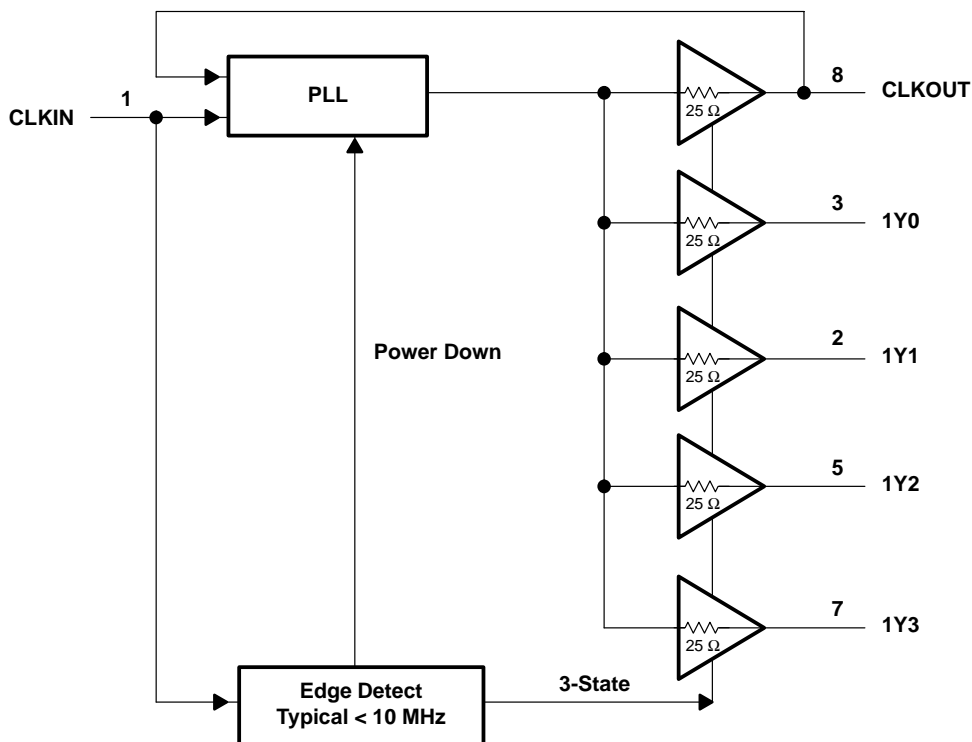 8
CLKOUT
PLL
1
CLKIN
25 Ω
3
1Y0
25 Ω
2
1Y1
Power Down
25 Ω
5
1Y2
25 Ω
7
1Y3
25 Ω
3-State
Edge Detect
Typical < 10 MHz